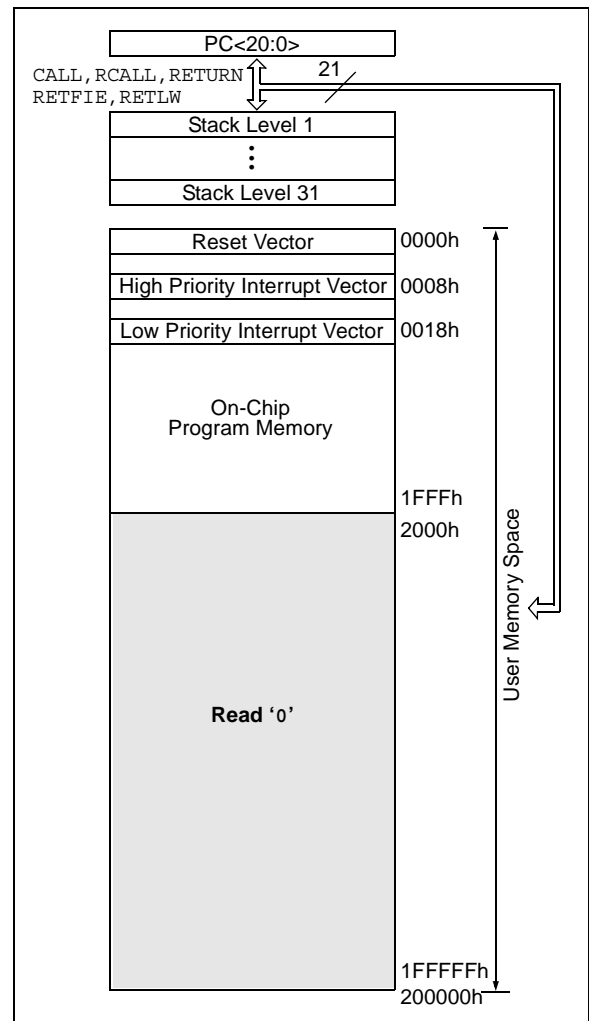 PC<20:0>
CALL,RCALL,RETURN
RETFIE,RETLW
21
Stack Level 1
Stack Level 31
Reset Vector
0000h
High Priority Interrupt Vector
0008h
Low Priority Interrupt Vector
0018h
On-Chip
Program Memory
1FFFh
2000h
User Memory Space
Read ‘0’
1FFFFFh
200000h